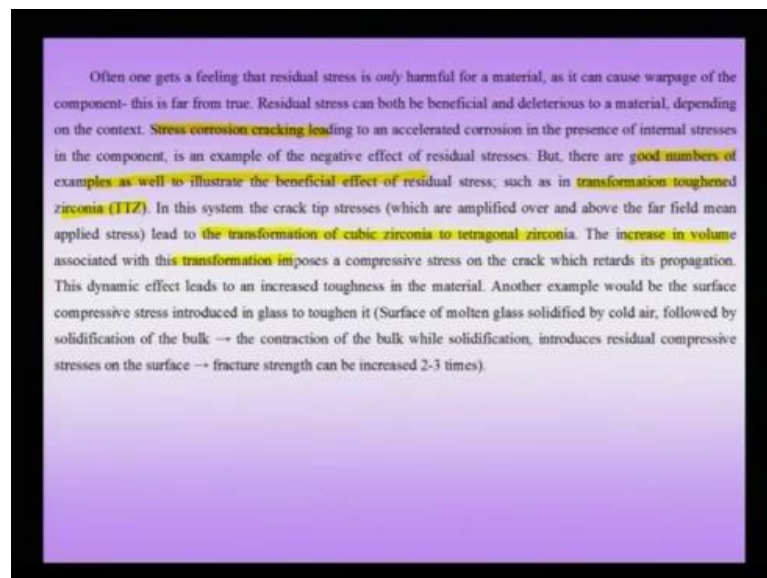 Often one gets a feeling that residual stress is only harmful for a material, as it can cause warpage of the
component- this is far from true. Residual stress can both be beneficial and deleterious to a material, depending
on the context. Stress corrosion cracking leading to an accelerated corrosion in the presence of internal stresses
in the component, is an example of the negative effect of residual stresses. But, there are good numbers of
examples as well to illustrate the beneficial effect of residual stress; such as in transformation toughened
zirconia (TTZ). In this system the crack tip stresses (which are amplified over and above the far field mean
applied stress) lead to the transformation of cubic zirconia to tetragonal zirconia. The increase in volume
associated with this transformation imposes a compressive stress on the crack which retards its propagation.
This dynamic effect leads to an increased toughness in the material. Another example would be the surface
compressive stress introduced in glass to toughen it (Surface of molten glass solidified by cold air, followed by
solidification of the bulk → the contraction of the bulk while solidification, introduces residual compressive
stresses on the surface → fracture strength can be increased 2-3 times).